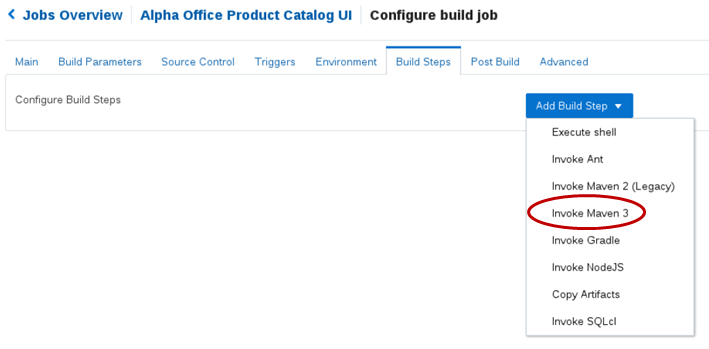 Jobs Overview Alpha Office Product Catalog UI Configure build job
Main Build Parameters Source Control Triggers Environment Build Steps Post Build Advanced
Configure Build Steps
Add Build Step
Execute shell
Invoke Ant
Invoke Maven 2 (Legacy)
Invoke Maven 3
Invoke Gradle
Invoke NodeJS
Copy Artifacts
Invoke SQLcl